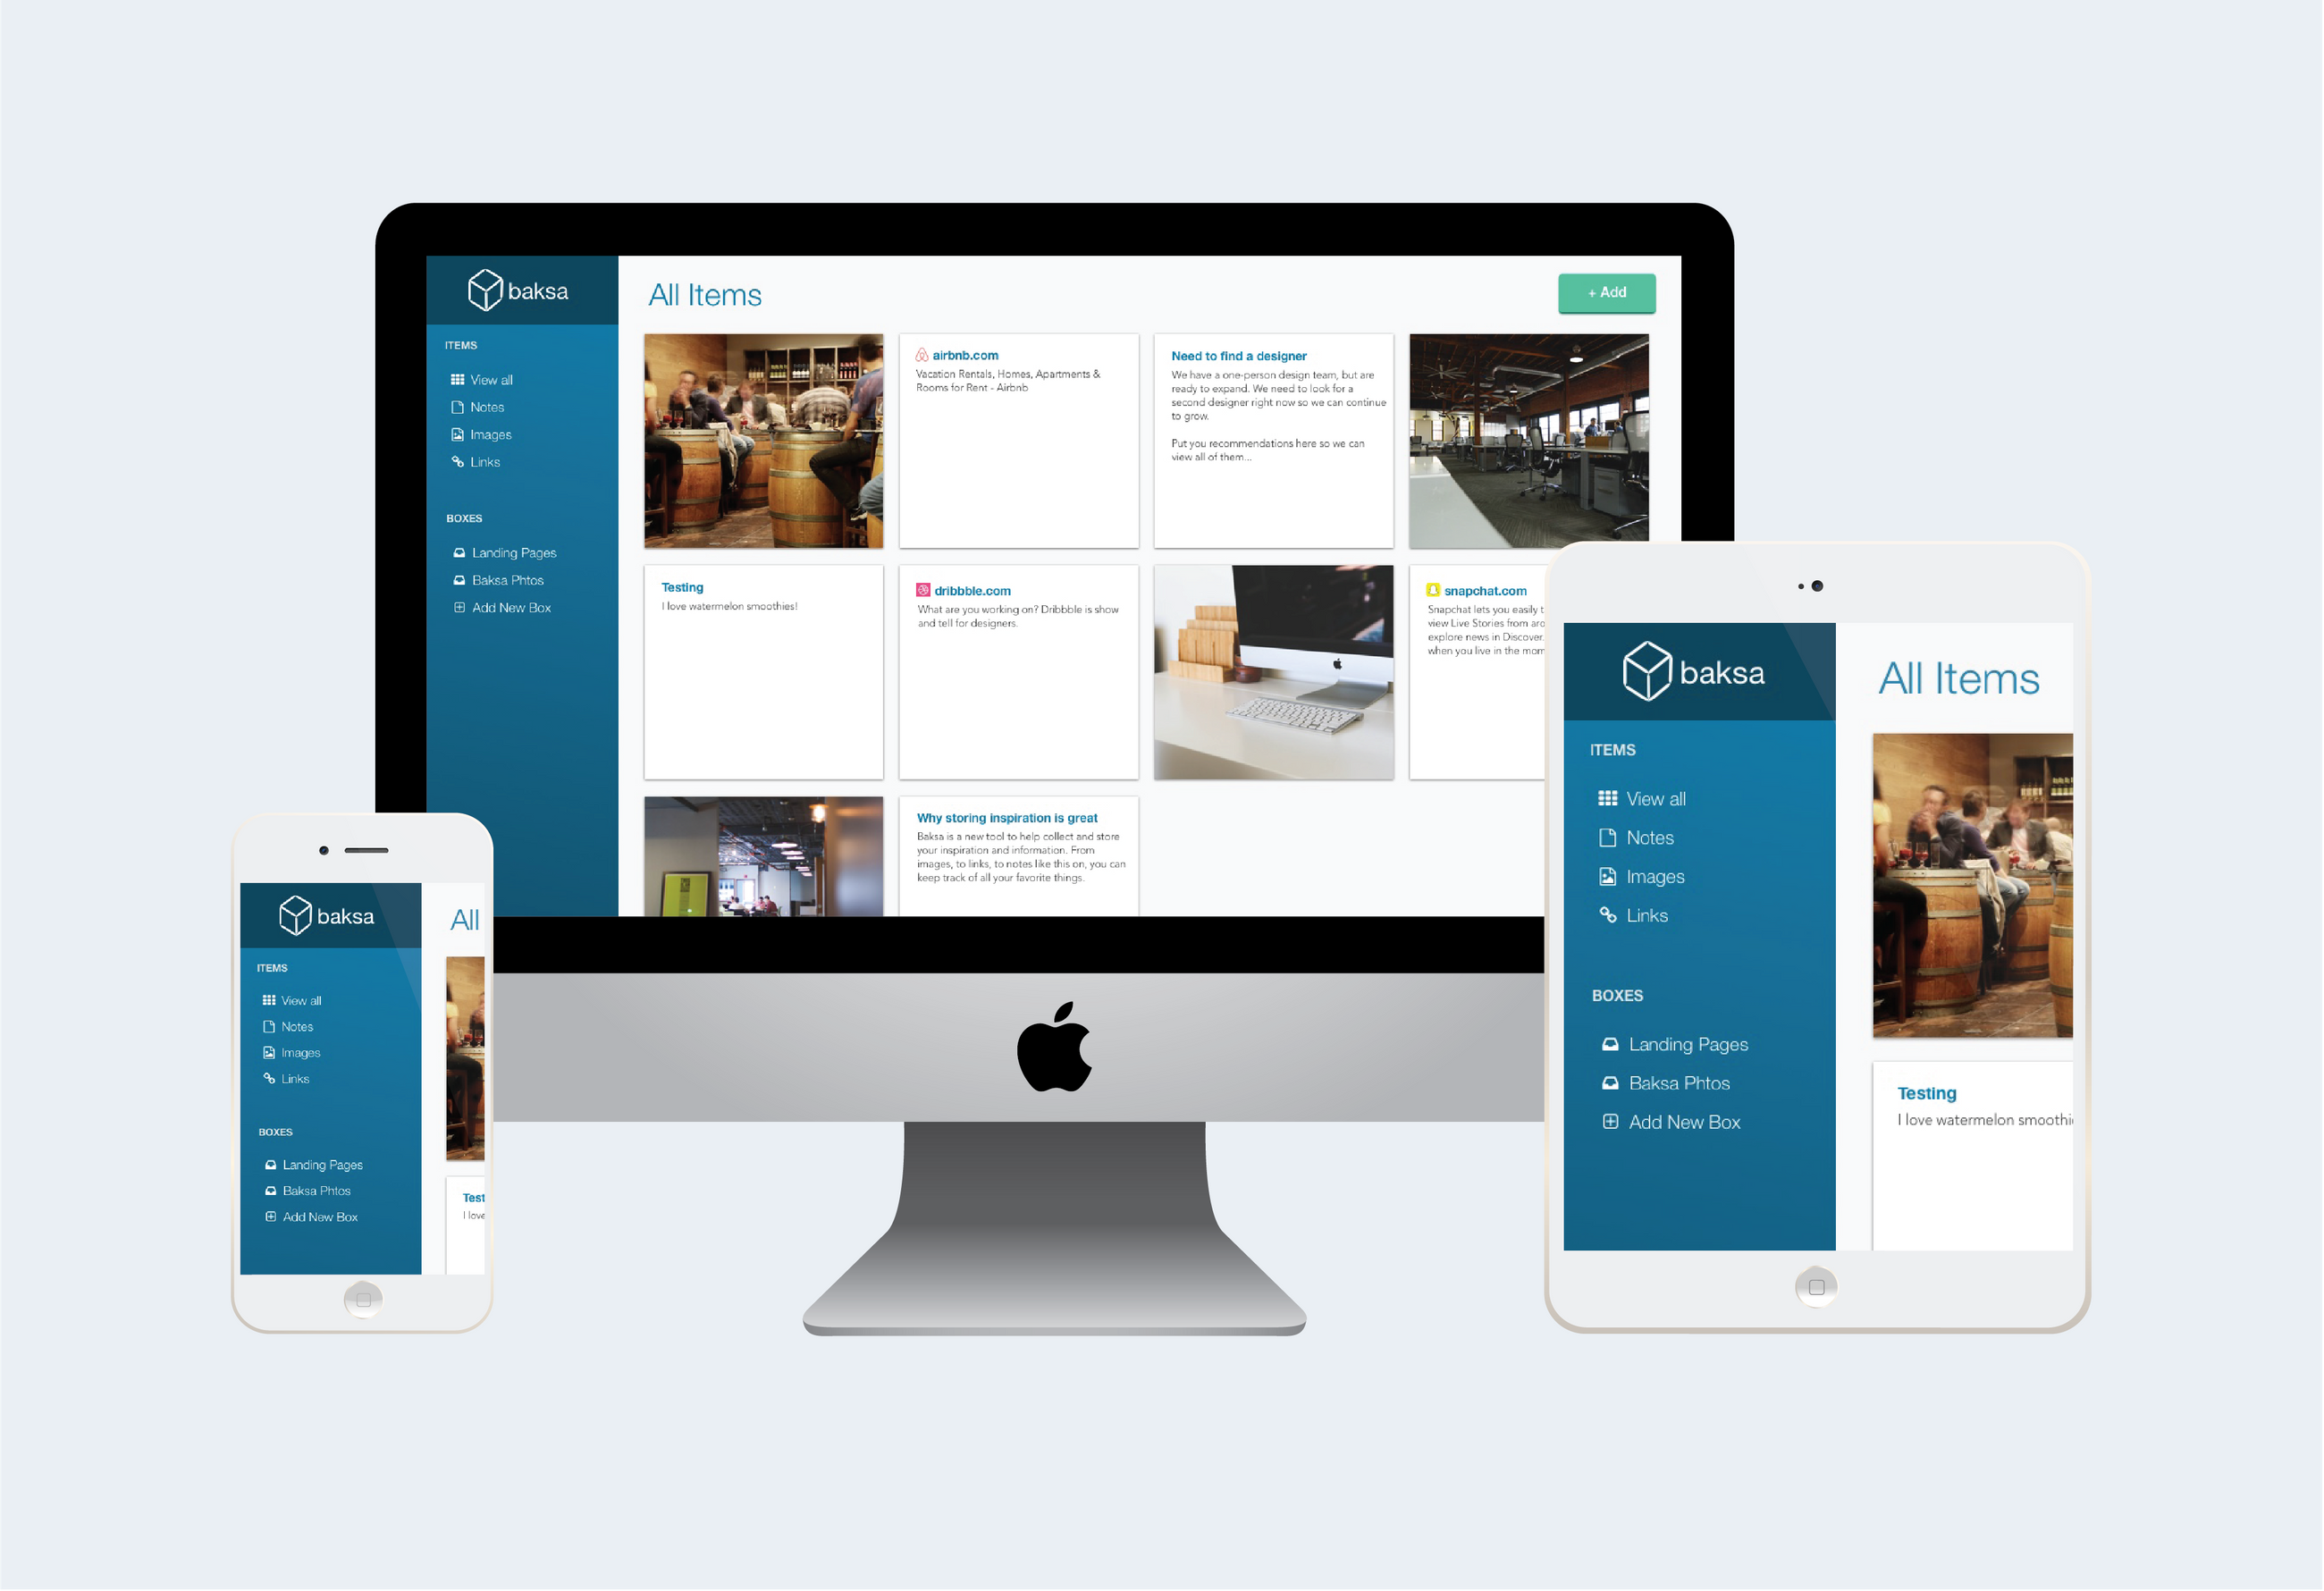 baksa
ITEMS
View all
Notes
Images
Links
BOXES
Landing Pages
Baksa Phtos
Add New Box
All Items
+ Add
airbnb.com
Vacation Rentals, Homes, Apartments &
Rooms for Rent - Airbnb
Need to find a designer
We have a one-person design team, but are
ready to expand. We need to look for a
second designer right now so we can continue
to grow.
Put you recommendations here so we can
view all of them...
Testing
I love watermelon smoothies!
dribbble.com
What are you working on? Dribbble is show
and tell for designers.
snapchat.com
Snapchat lets you easily t
view Live Stories from aro
explore news in Discover.
when you live in the mom
Why storing inspiration is great
Baksa is a new tool to help collect and store
your inspiration and information. From
images, to links, to notes like this on, you can
keep track of all your favorite things.
baksa
ITEMS
View all
Notes
Images
Links
BOXES
Landing Pages
Baksa Phtos
Add New Box
All
Test
I love
baksa
ITEMS
View all
Notes
Images
Links
BOXES
Landing Pages
Baksa Phtos
Add New Box
All Items
Testing
I love watermelon smoothi